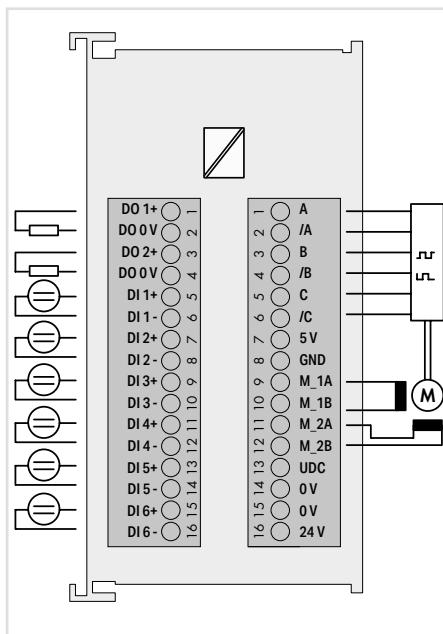 DO 1+ 1
DO 0 V 2
DO 2+ 3
DO 0 V 4
DI 1+ 5
DI 1 - 6
DI 2+ 7
DI 2 - 8
DI 3+ 9
DI 3 - 10
DI 4+ 11
DI 4 - 12
DI 5+ 13
DI 5 - 14
DI 6+ 15
DI 6 - 16
1 A
2 /A
3 B
4 /B
5 C
6 /C
7 5 V
8 GND
9 M_1A
10 M_1B
11 M_2A
12 M_2B
13 UDC
14 0 V
15 0 V
16 24 V
M